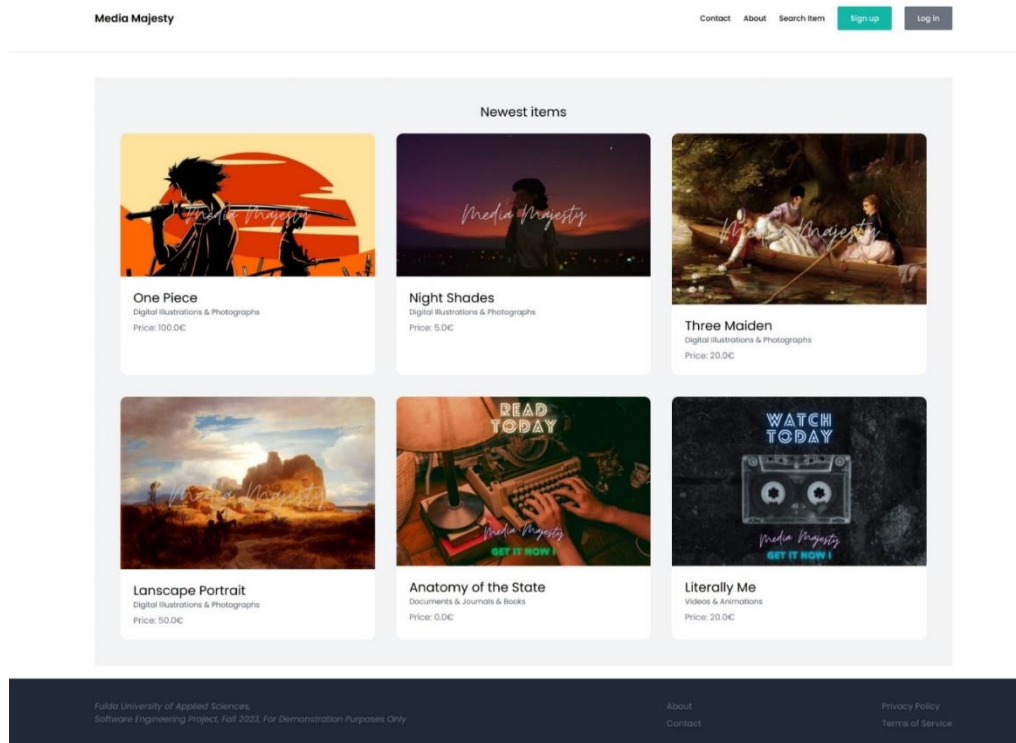 Media Majesty
Contact About Search Item Sign up Log in
Newest items
Media Majesty
Media Majesty
Media Majesty
One Piece
Digital Illustrations & Photographs
Price: 100.0€
Night Shades
Digital Illustrations & Photographs
Price: 5.0€
Three Maiden
Digital Illustrations & Photographs
Price: 20.0€
Media Majesty
READ
TODAY
Media Majesty
GET IT NOW !
WATCH
TODAY
Media Majesty
GET IT NOW !
Lanscape Portrait
Digital Illustrations & Photographs
Price: 50.0€
Anatomy of the State
Documents & Journals & Books
Price: 0.0€
Literally Me
Videos & Animations
Price: 20.0€
Fulda University of Applied Sciences,
Software Engineering Project, Fall 2023, For Demonstration Purposes Only
About
Contact
Privacy Policy
Terms of Service